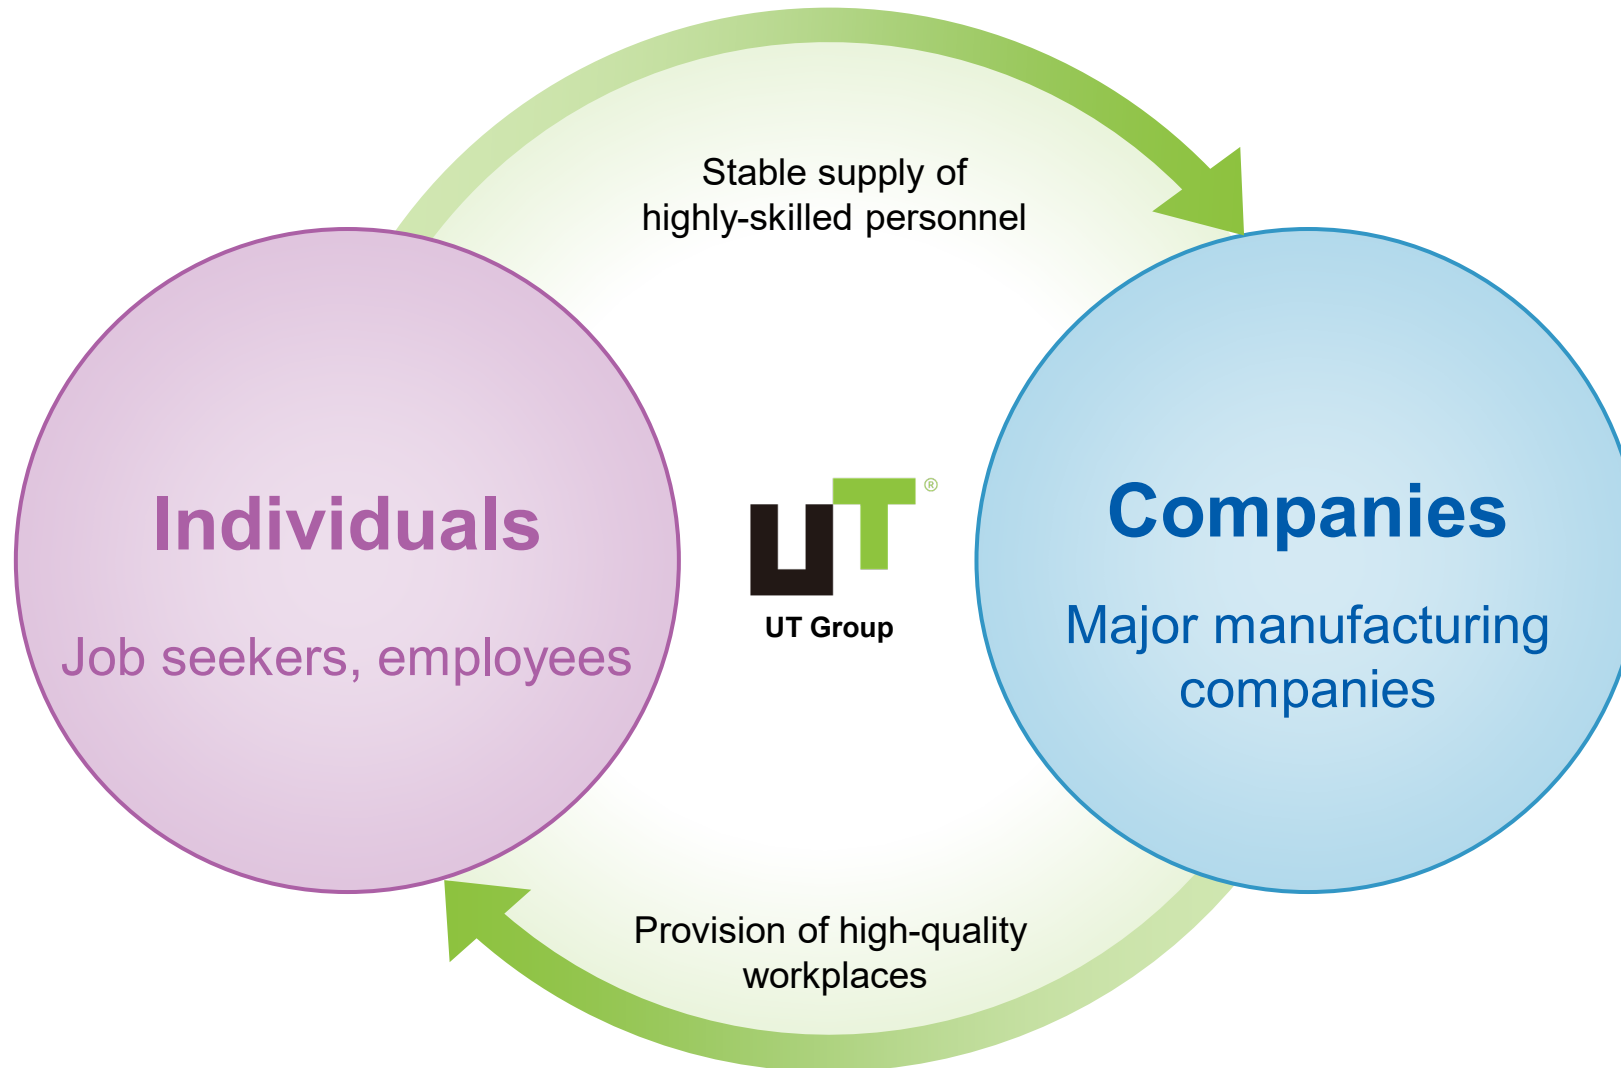 Stable supply of
highly-skilled personnel
Individuals
Job seekers, employees
UT®
UT Group
Companies
Major manufacturing
companies
Provision of high-quality
workplaces